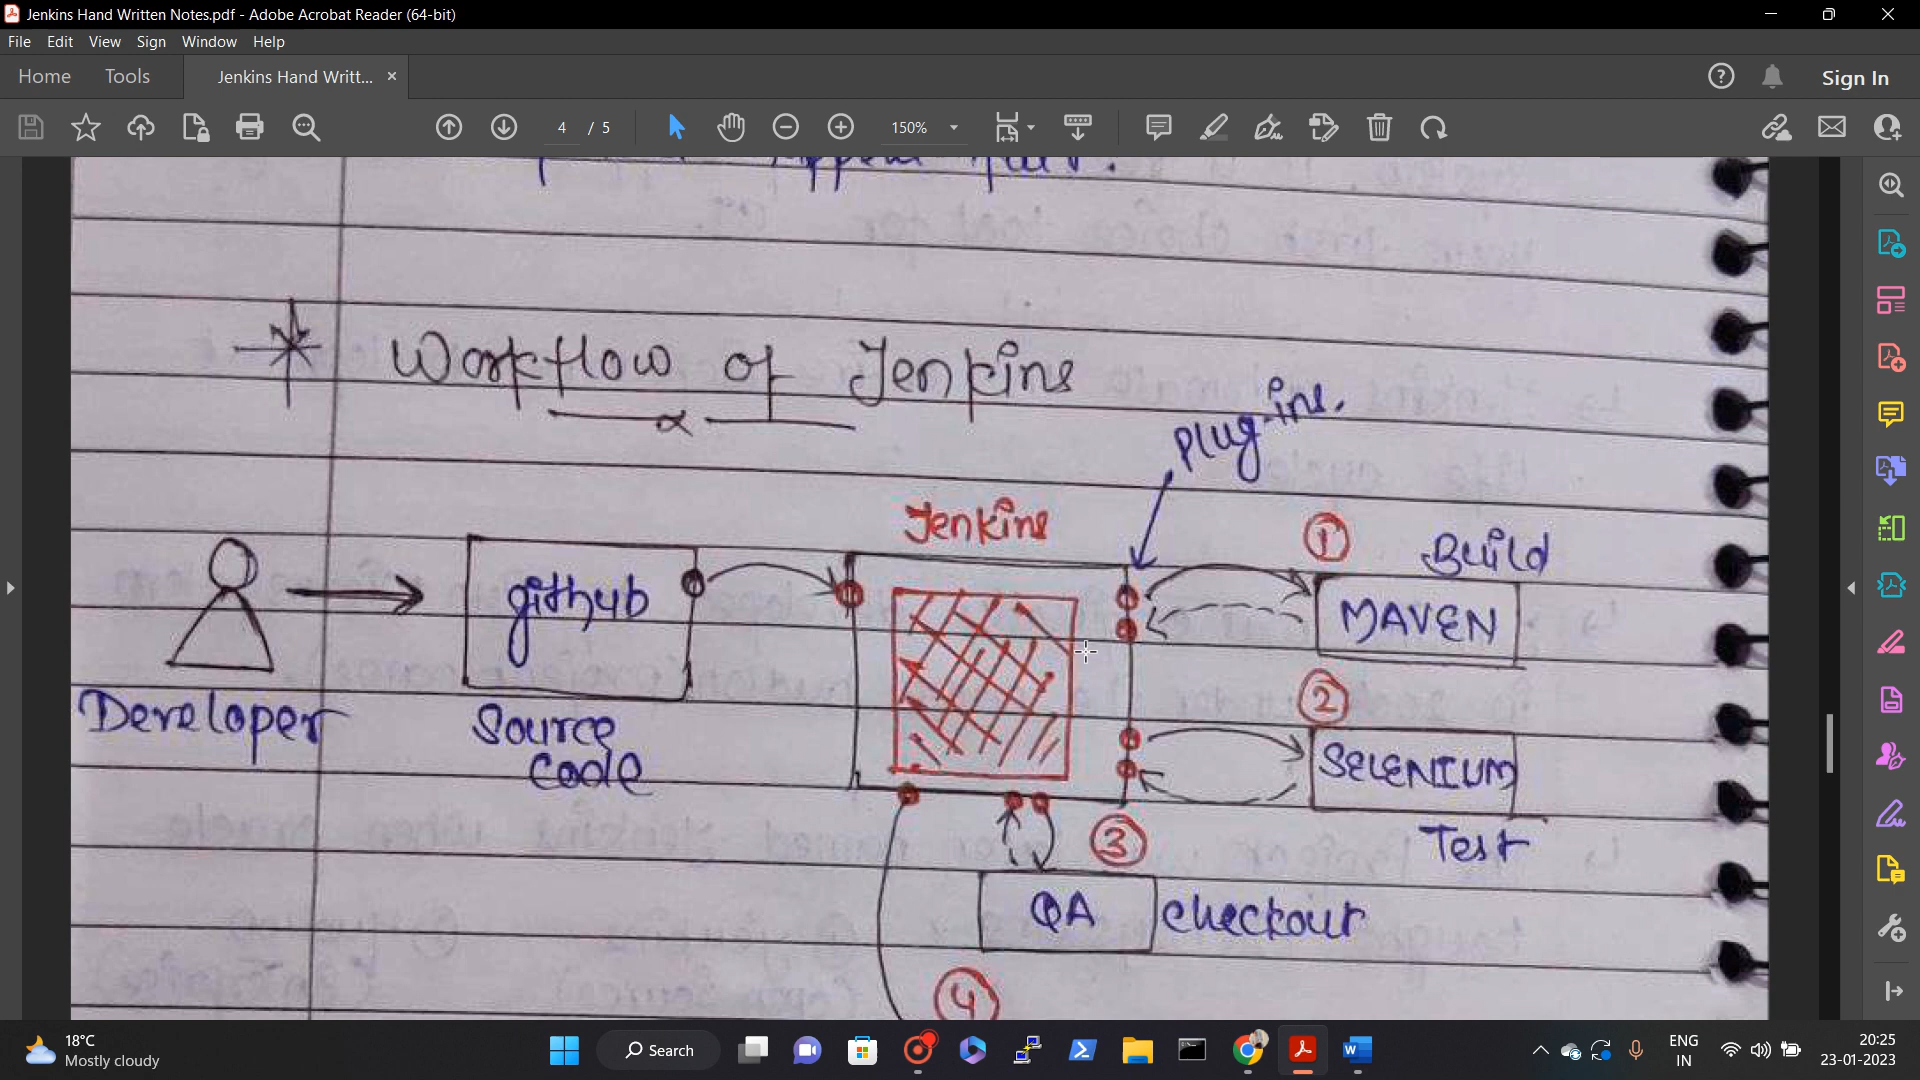 Jenkins Hand Written Notes.pdf - Adobe Acrobat Reader (64-bit)
File Edit View Sign Window Help
Home Tools Jenkins Hand Writt... × Sign In
4 / 5 150%
* Workflow of Jenkins
Plug-ins.
Jenkins
1 Build
github
MAVEN
2
Developer
Source
Code
SELENIUM
3
Test
QA checkout
4
18°C
Mostly cloudy
Search
ENG
IN
20:25
23-01-2023